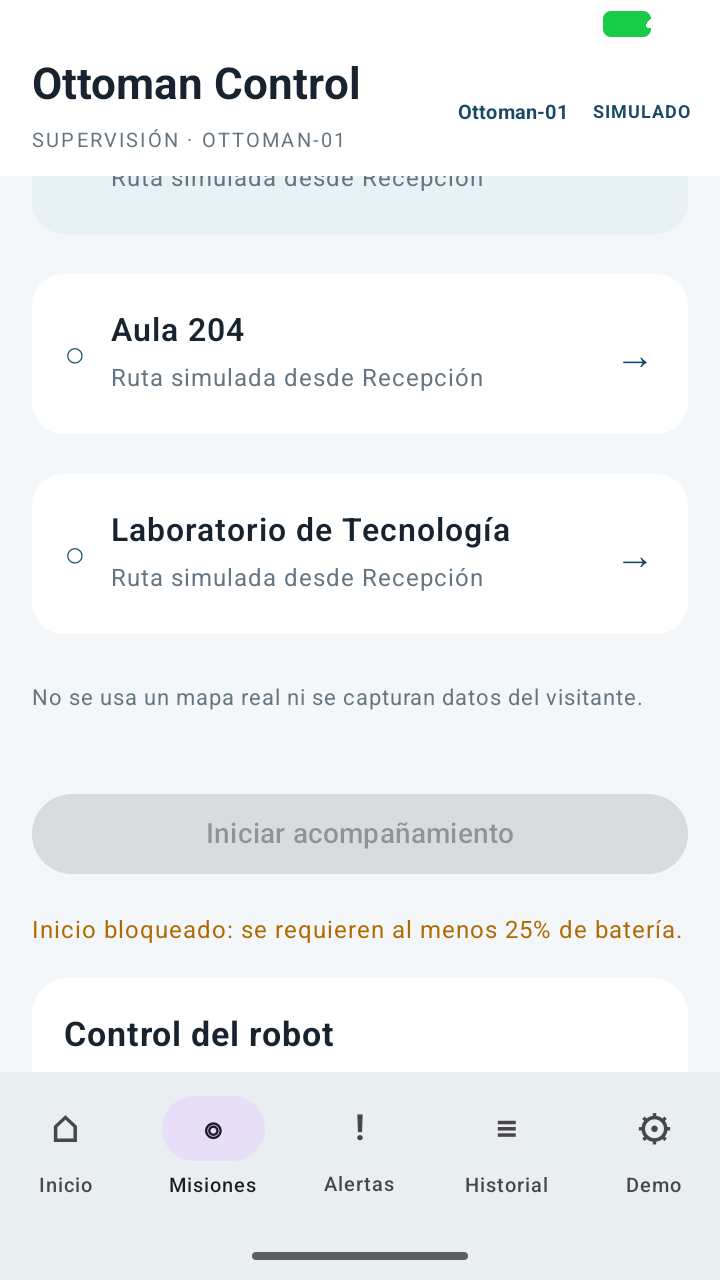 Ottoman Control
SUPERVISIÓN · OTTOMAN-01
Ottoman-01 SIMULADO
Ruta simulada desde Recepción
Aula 204
Ruta simulada desde Recepción
→
Laboratorio de Tecnología
Ruta simulada desde Recepción
→
No se usa un mapa real ni se capturan datos del visitante.
Iniciar acompañamiento
Inicio bloqueado: se requieren al menos 25% de batería.
Control del robot
Inicio
Misiones
Alertas
Historial
Demo